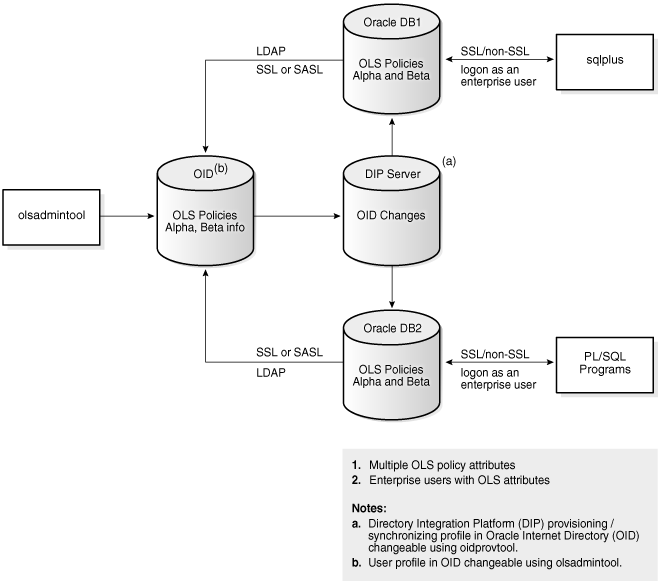 Oracle DB1
OLS Policies
Alpha and Beta
LDAP
SSL or SASL
SSL/non-SSL
logon as an
enterprise user
sqlplus
olsadmintool
OID(b)
OLS Policies
Alpha, Beta info
DIP Server
(a)
OID Changes
Oracle DB2
OLS Policies
Alpha and Beta
SSL or SASL
LDAP
SSL/non-SSL
logon as an
enterprise user
PL/SQL
Programs
1. Multiple OLS policy attributes
2. Enterprise users with OLS attributes
Notes:
a. Directory Integration Platform (DIP) provisioning /
synchronizing profile in Oracle Internet Directory (OID)
changeable using oidprovtool.
b. User profile in OID changeable using olsadmintool.